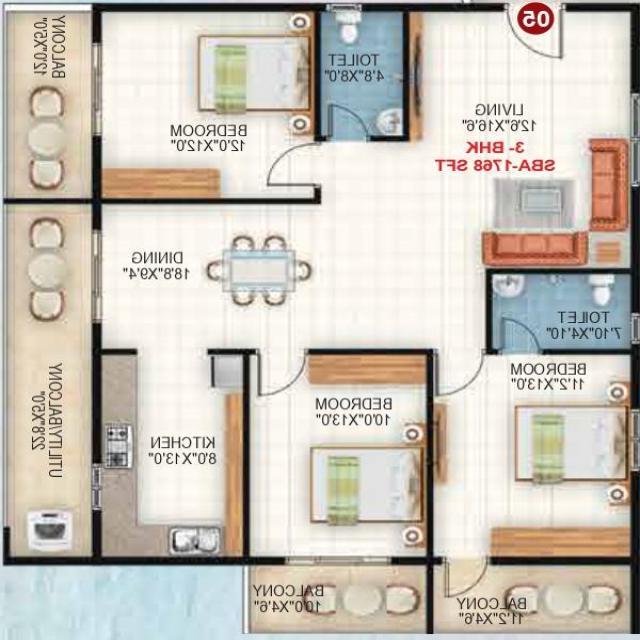 05
BALCONY
12'0"X5'0"
TOILET
4'8"X8'0"
LIVING
12'6"X16'6"
3- BHK
SBA-1768 SFT
BEDROOM
12'0"X12'0"
DINING
18'8"X9'4"
TOILET
7'10"X4'10"
BEDROOM
11'2"X13'0"
BEDROOM
10'0"X13'0"
UTILITY BALCONY
22'8"X5'0"
KITCHEN
8'0"X13'0"
BALCONY
10'0"X4'6"
BALCONY
11'2"X4'6"